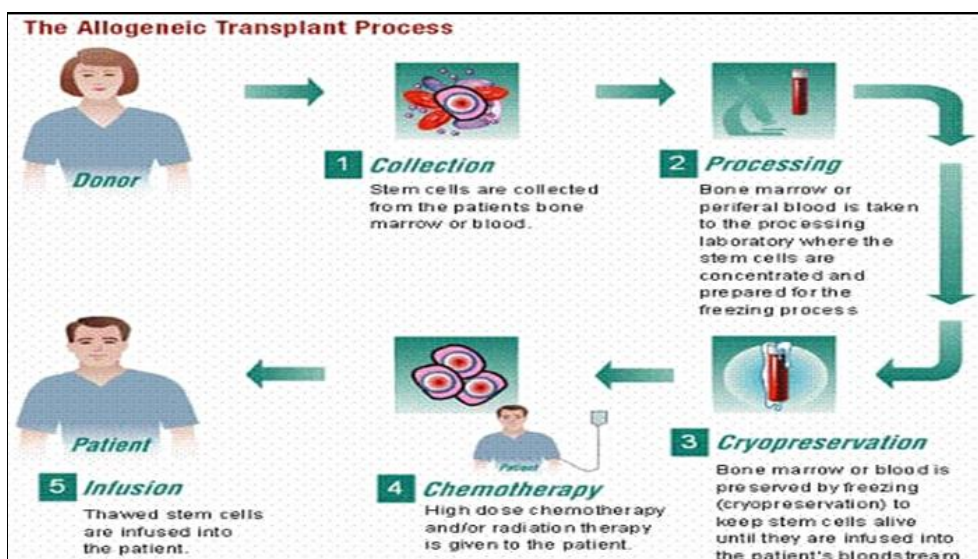 The Allogeneic Transplant Process
Donor
1 Collection
Stem cells are collected
from the patients bone
marrow or blood.
2 Processing
Bone marrow or
periferal blood is taken
to the processing
laboratory where the
stem cells are
concentrated and
prepared for the
freezing process
3 Cryopreservation
Bone marrow or blood is
preserved by freezing
(cryopreservation) to
keep stem cells alive
until they are infused into
the patient's bloodstream
Patient
4 Chemotherapy
High dose chemotherapy
and/or radiation therapy
is given to the patient.
Patient
5 Infusion
Thawed stem cells
are infused into
the patient.